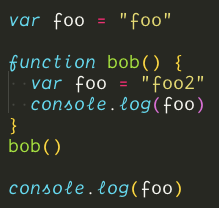 var foo = "foo"
function bob() {
  var foo = "foo2"
  console.log(foo)
}
bob()
console.log(foo)